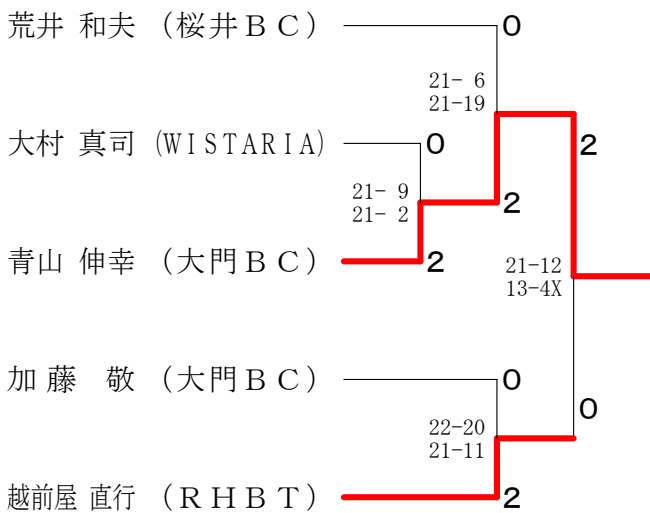 荒井 和夫 (桜井ＢＣ)
0
21- 6
21-19
大村 真司 (WISTARIA)
0
2
21- 9
21- 2
2
青山 伸幸 (大門ＢＣ)
2
21-12
13-4X
加藤 敬 (大門ＢＣ)
0
0
22-20
21-11
越前屋 直行 (ＲＨＢＴ)
2